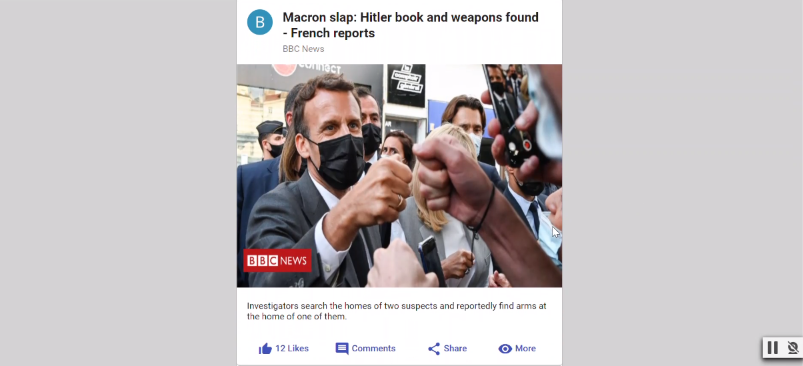 B
Macron slap: Hitler book and weapons found
- French reports
BBC News
BBC NEWS
Investigators search the homes of two suspects and reportedly find arms at
the home of one of them.
12 Likes
Comments
Share
More